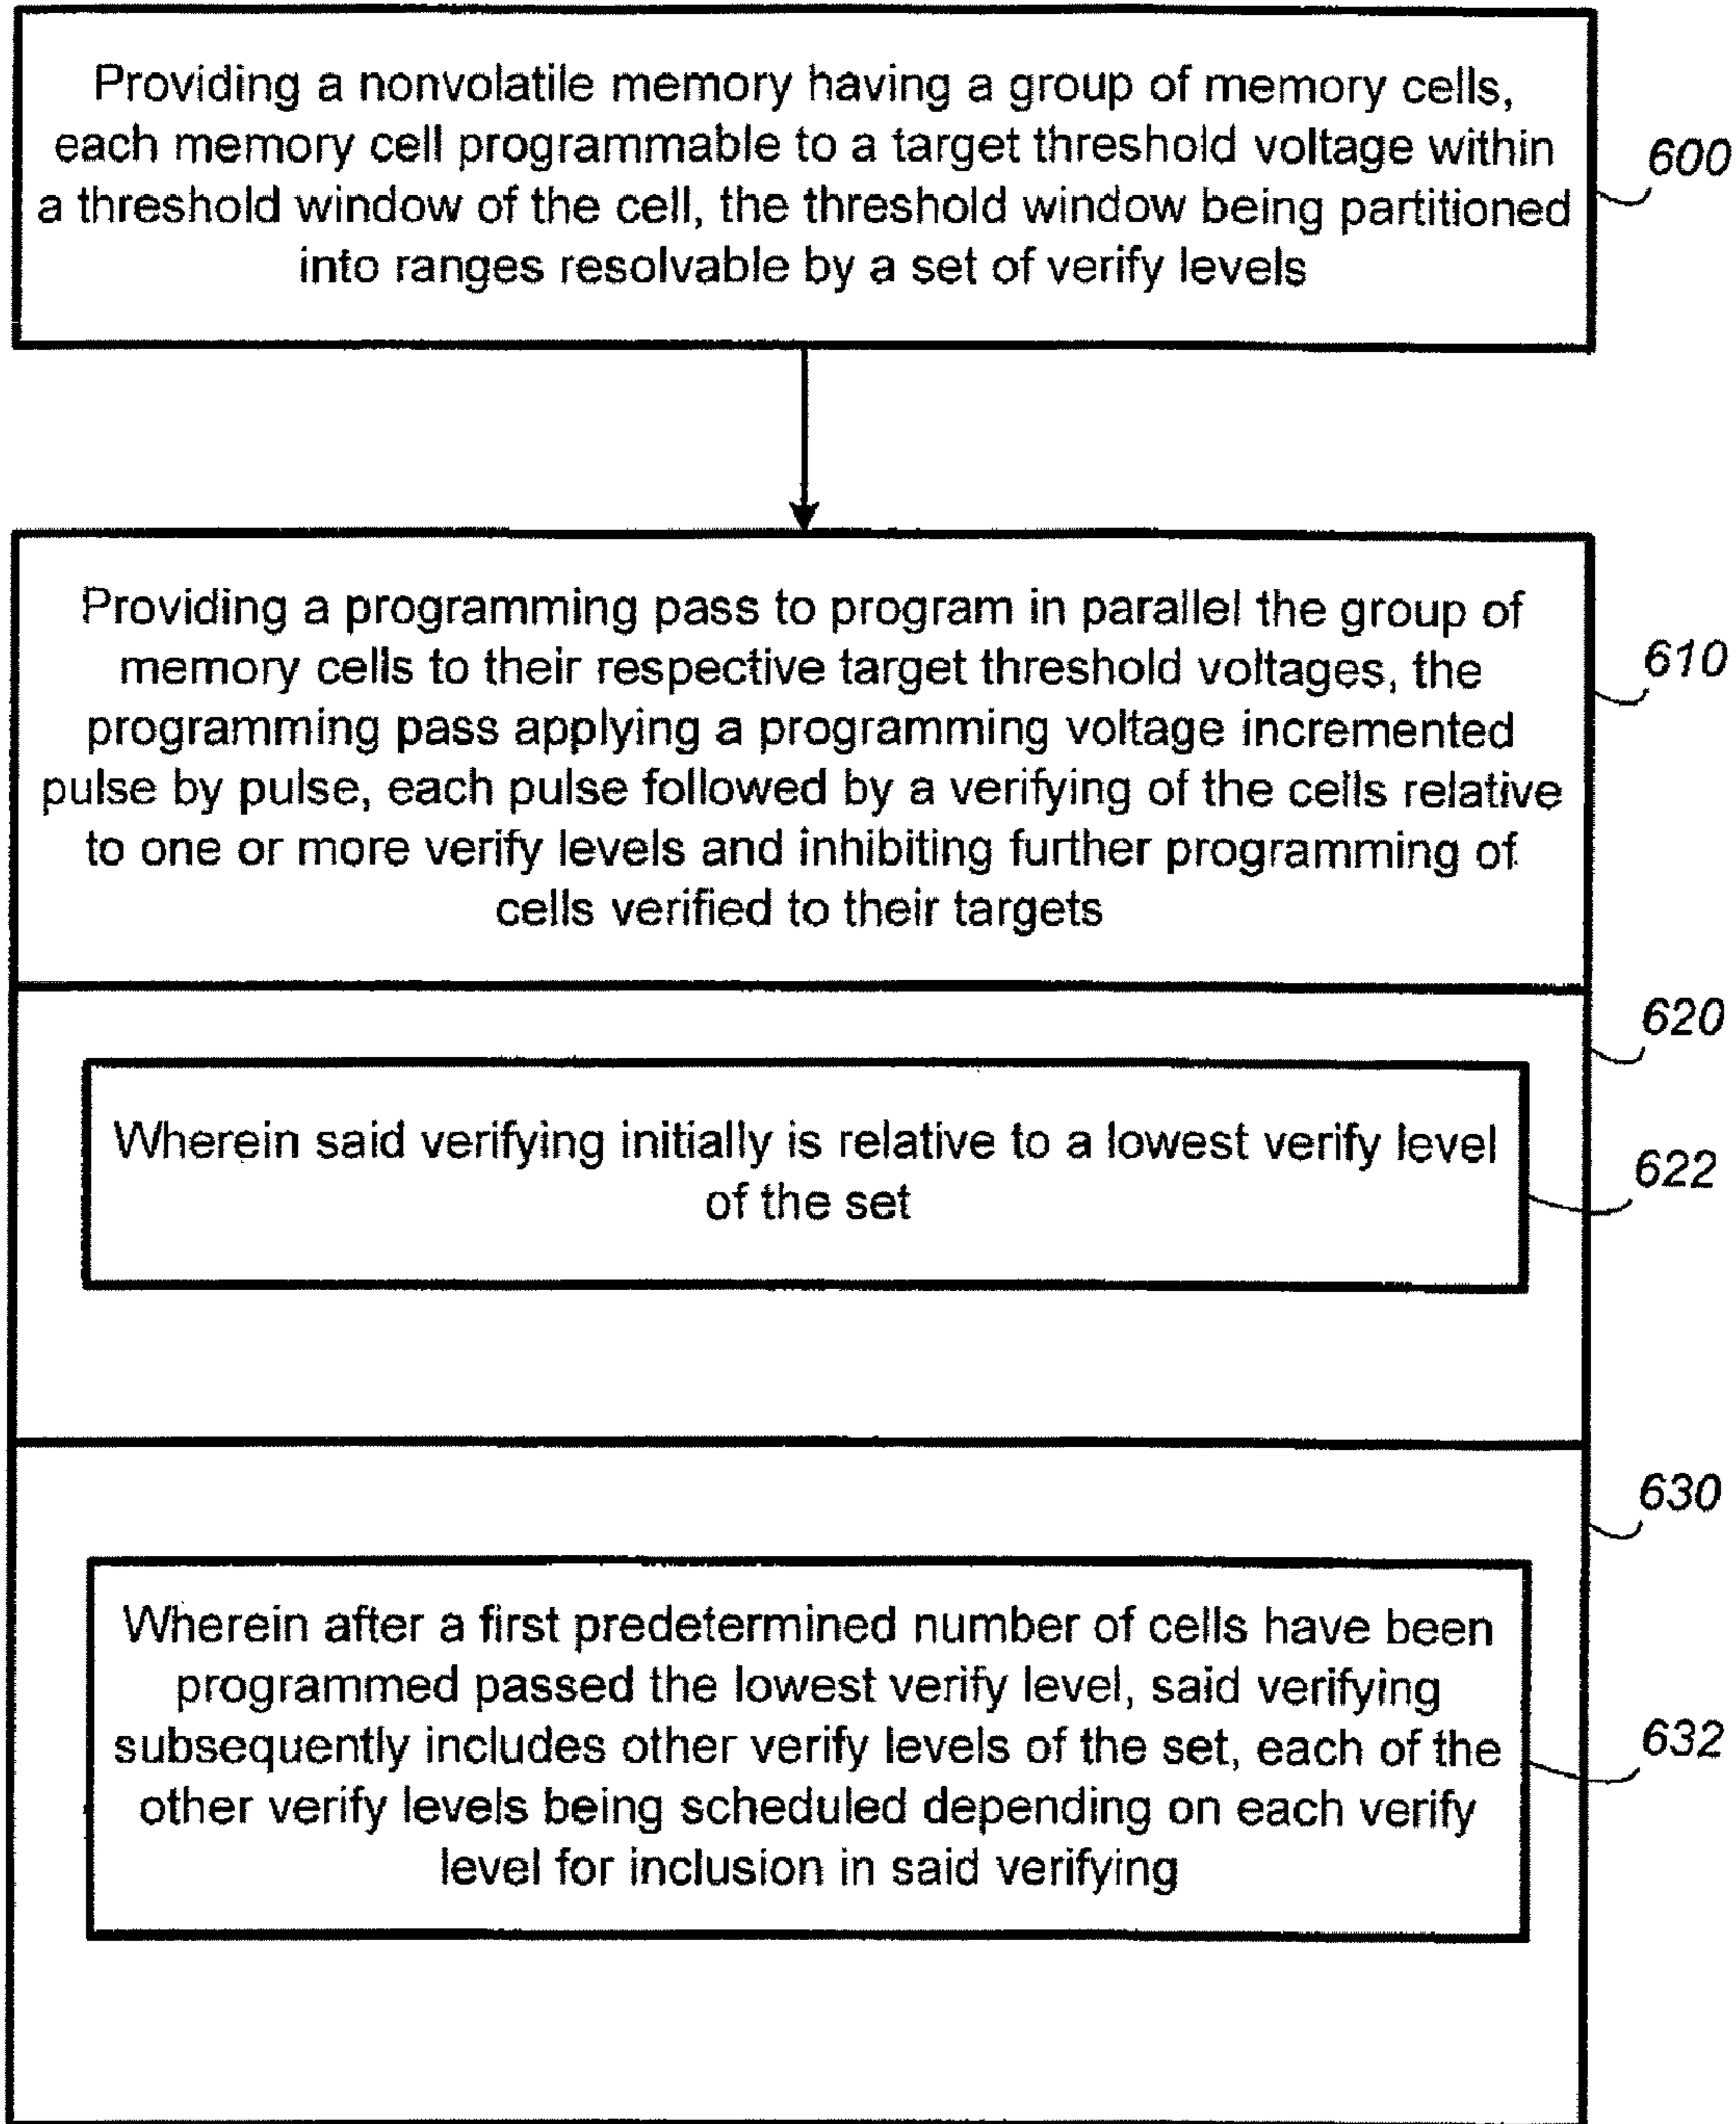 Providing a nonvolatile memory having a group of memory cells,
each memory cell programmable to a target threshold voltage within
a threshold window of the cell, the threshold window being partitioned
into ranges resolvable by a set of verify levels
600
Providing a programming pass to program in parallel the group of
memory cells to their respective target threshold voltages, the
programming pass applying a programming voltage incremented
pulse by pulse, each pulse followed by a verifying of the cells relative
to one or more verify levels and inhibiting further programming of
cells verified to their targets
610
620
Wherein said verifying initially is relative to a lowest verify level
of the set
622
630
Wherein after a first predetermined number of cells have been
programmed passed the lowest verify level, said verifying
subsequently includes other verify levels of the set, each of the
other verify levels being scheduled depending on each verify
level for inclusion in said verifying
632